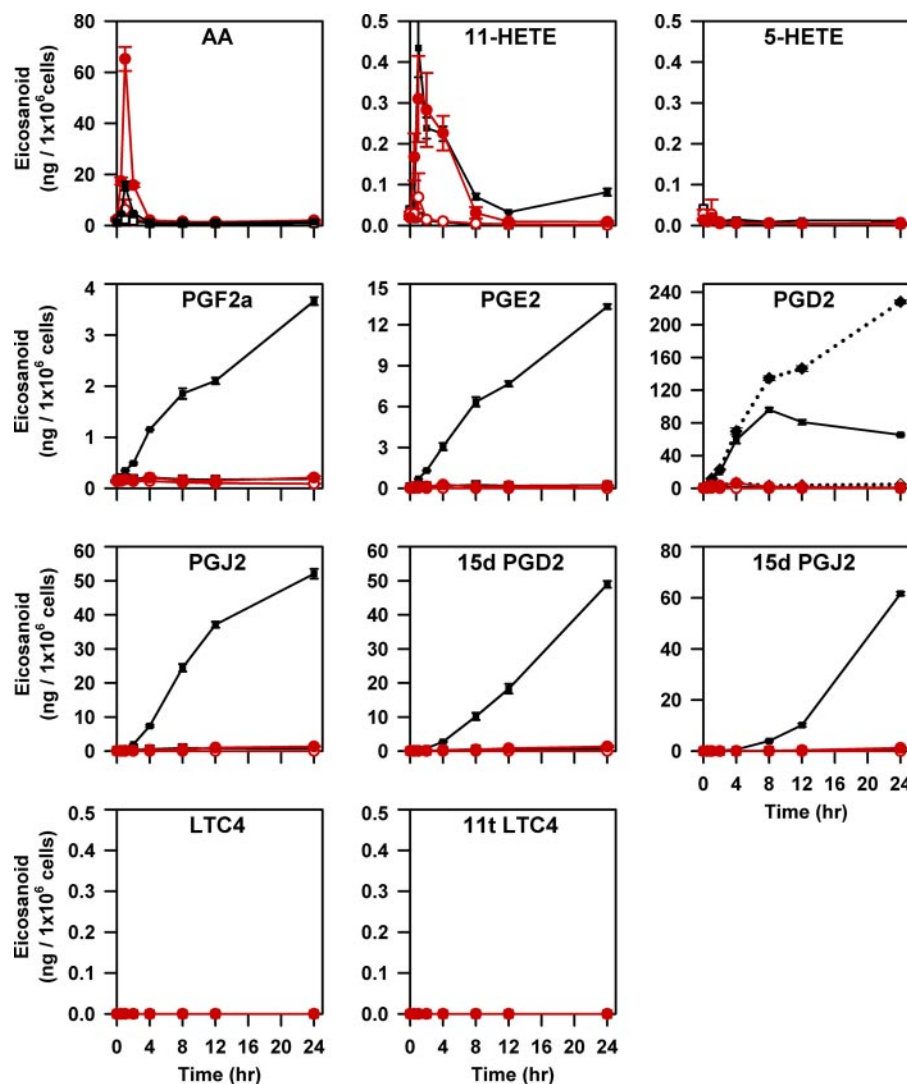 AA
11-HETE
5-HETE
Eicosanoid
(ng / 1x10⁶cells)
80
60
40
20
0
0.5
0.4
0.3
0.2
0.1
0.0
0.5
0.4
0.3
0.2
0.1
0.0
PGF2a
PGE2
PGD2
Eicosanoid
(ng / 1x10⁶ cells)
4
3
2
1
0
15
12
9
6
3
0
240
200
160
120
80
40
0
PGJ2
15d PGD2
15d PGJ2
Eicosanoid
(ng / 1x10⁶ cells)
60
50
40
30
20
10
0
60
50
40
30
20
10
0
80
60
40
20
0
0 4 8 12 16 20 24
Time (hr)
LTC4
11t LTC4
Eicosanoid
(ng / 1x10⁶ cells)
0.5
0.4
0.3
0.2
0.1
0.0
0.5
0.4
0.3
0.2
0.1
0.0
0 4 8 12 16 20 24
0 4 8 12 16 20 24
Time (hr)
Time (hr)